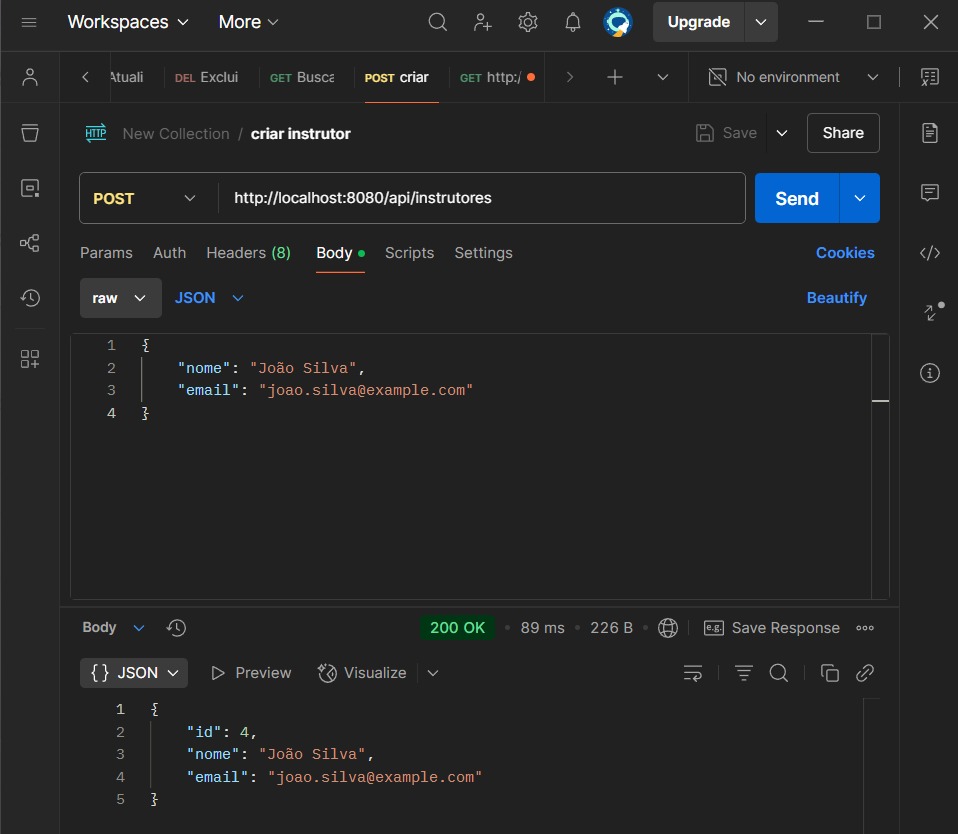 Workspaces More Upgrade
Atuali DEL Exclui GET Busca POST criar GET http:/ No environment
HTTP New Collection / criar instrutor Save Share
POST http://localhost:8080/api/instrutores Send
Params Auth Headers (8) Body Scripts Settings Cookies
raw JSON Beautify
1 {
2 "nome": "João Silva",
3 "email": "joao.silva@example.com"
4 }
Body 200 OK • 89 ms • 226 B • e.g. Save Response
{} JSON Preview Visualize
1 {
2 "id": 4,
3 "nome": "João Silva",
4 "email": "joao.silva@example.com"
5 }